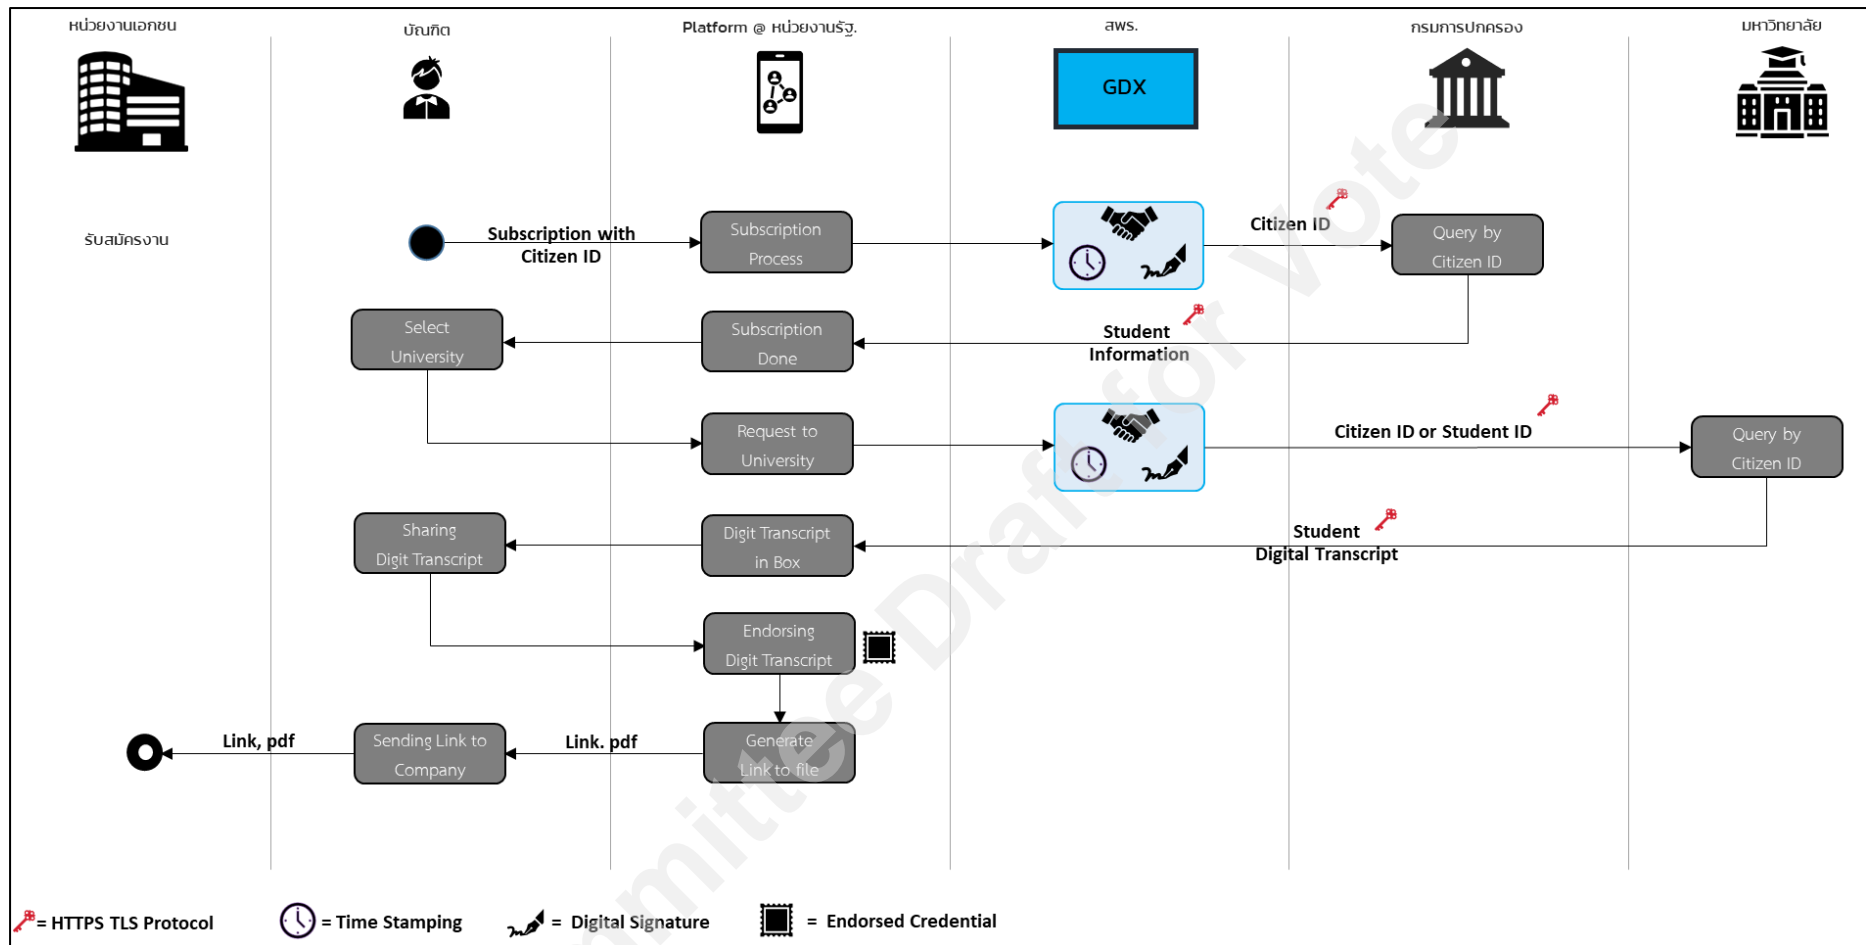 หน่วยงานเอกชน
บัณฑิต
Platform @ หน่วยงานรัฐ.
สพร.
กรมการปกครอง
มหาวิทยาลัย
GDX
รับสมัครงาน
Subscription with
Citizen ID
Subscription
Process
Citizen ID
Query by
Citizen ID
Select
University
Subscription
Done
Student
Information
Request to
University
Citizen ID or Student ID
Query by
Citizen ID
Sharing
Digit Transcript
Digit Transcript
in Box
Student
Digital Transcript
Endorsing
Digit Transcript
Link, pdf
Sending Link to
Company
Link. pdf
Generate
Link to file
= HTTPS TLS Protocol
= Time Stamping
= Digital Signature
= Endorsed Credential
mmittee Draft for Vote